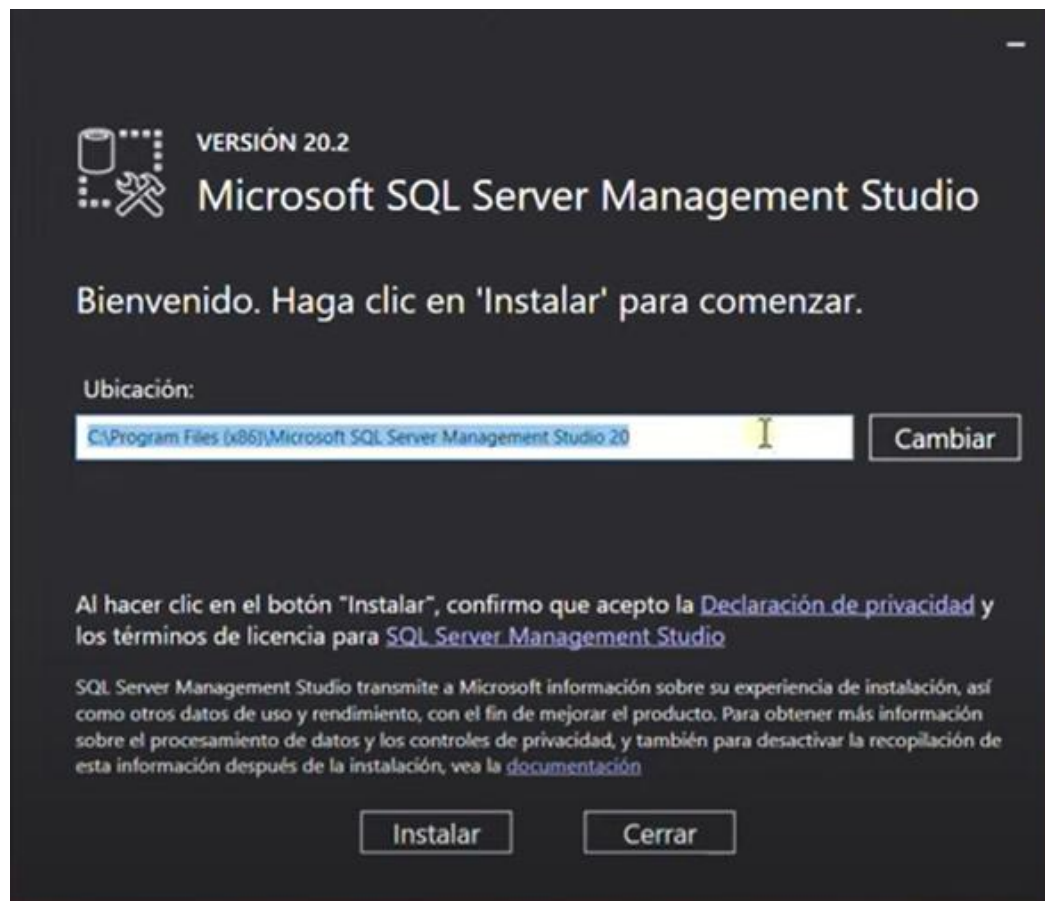 VERSIÓN 20.2
Microsoft SQL Server Management Studio
Bienvenido. Haga clic en 'Instalar' para comenzar.
Ubicación:
C:\Program Files (x86)\Microsoft SQL Server Management Studio 20
Cambiar
Al hacer clic en el botón "Instalar", confirmo que acepto la Declaración de privacidad y
los términos de licencia para SQL Server Management Studio
SQL Server Management Studio transmite a Microsoft información sobre su experiencia de instalación, así
como otros datos de uso y rendimiento, con el fin de mejorar el producto. Para obtener más información
sobre el procesamiento de datos y los controles de privacidad, y también para desactivar la recopilación de
esta información después de la instalación, vea la documentación
Instalar
Cerrar